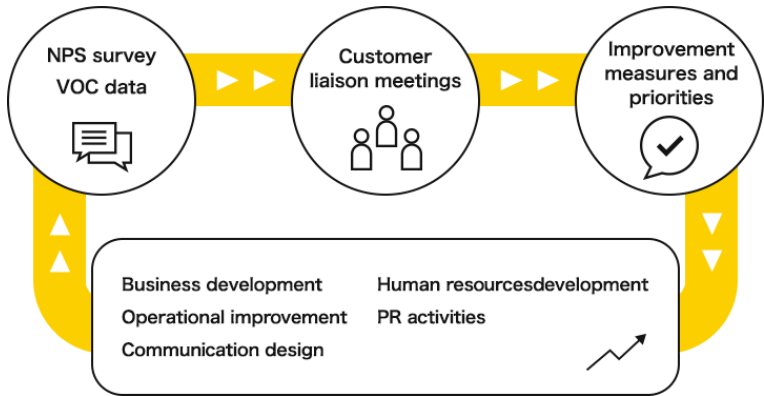 NPS survey
VOC data
Customer
liaison meetings
Improvement
measures and
priorities
Business development
Operational improvement
Communication design
Human resourcesdevelopment
PR activities